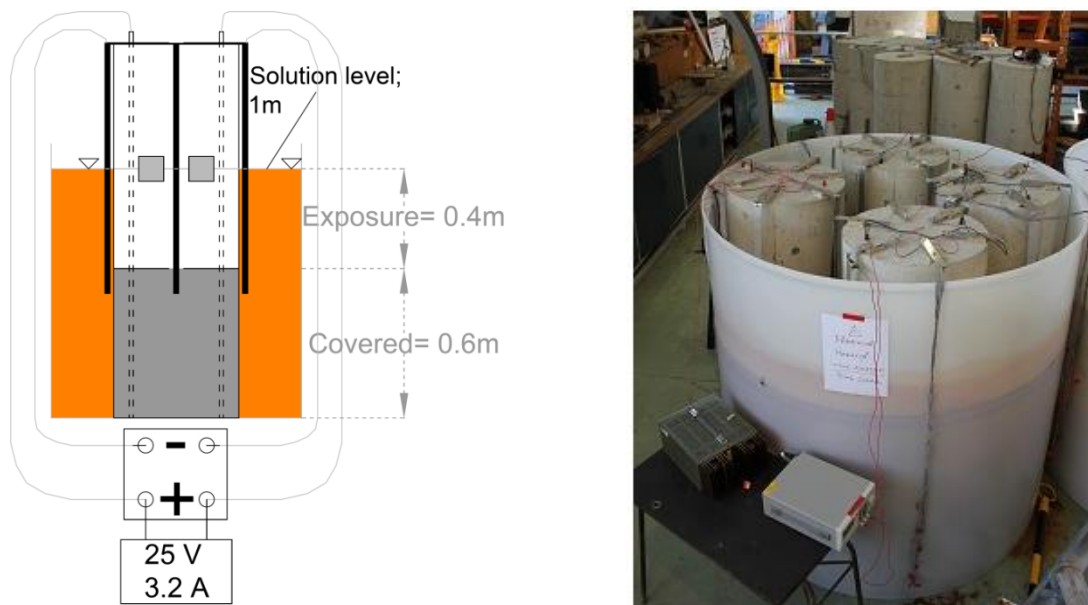 Solution level;
1m
Exposure= 0.4m
Covered= 0.6m
-
+
25 V
3.2 A